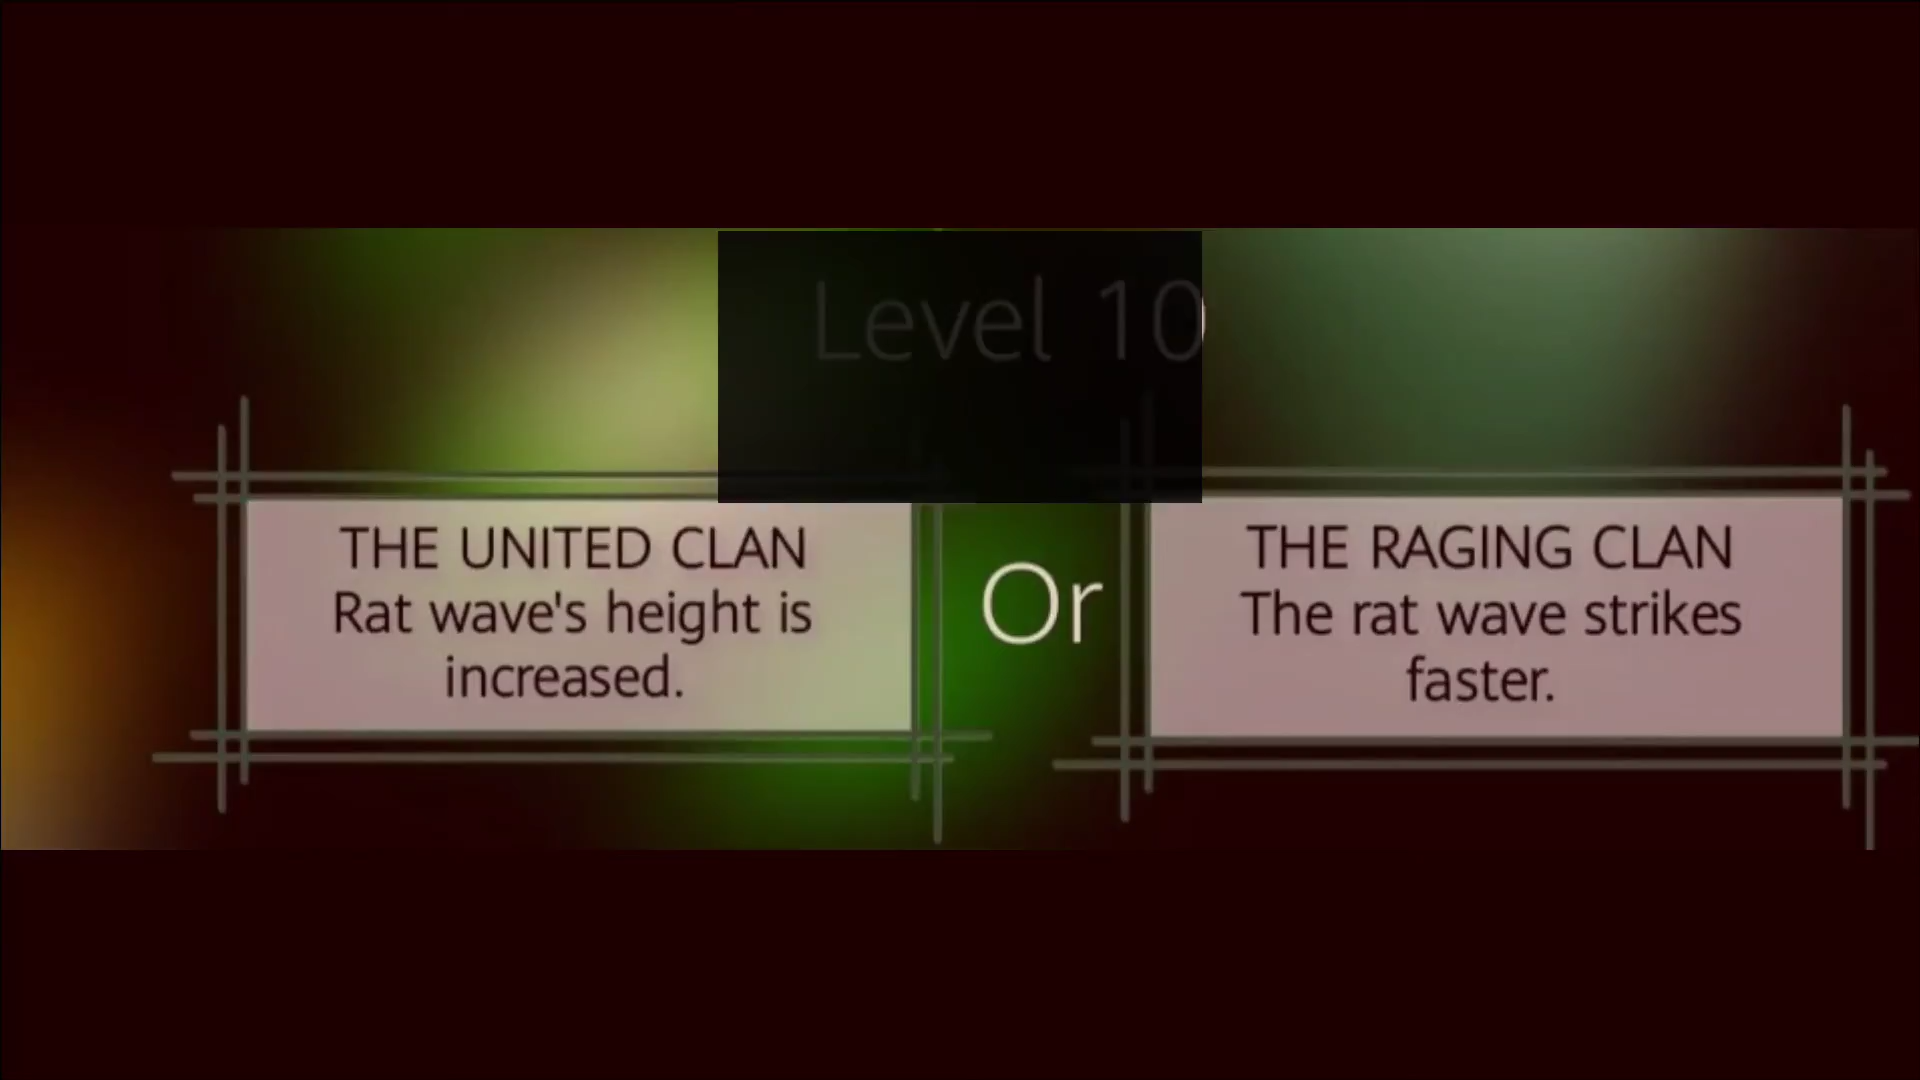 Level 10
THE UNITED CLAN
Rat wave's height is
increased.
Or
THE RAGING CLAN
The rat wave strikes
faster.